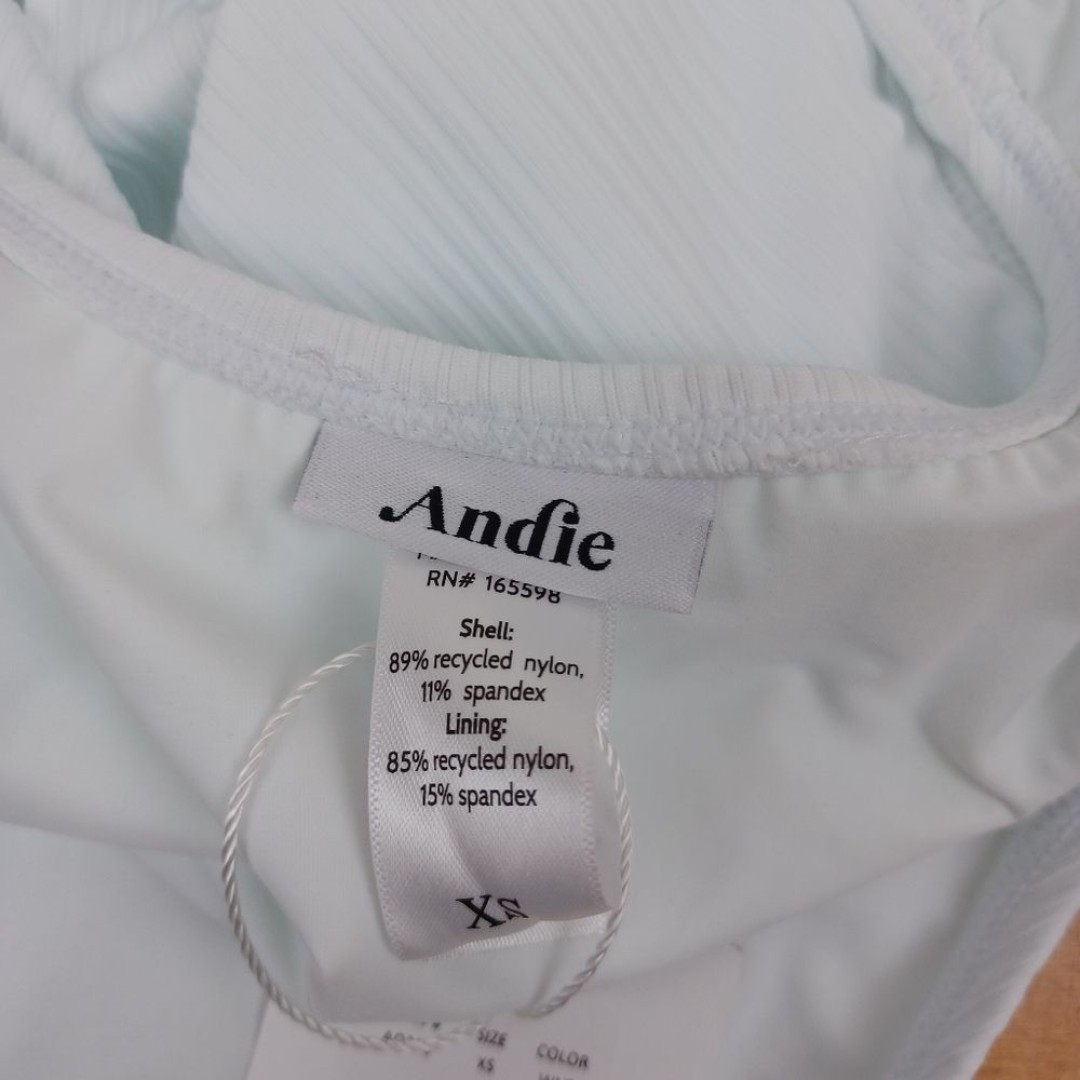 Andie
RN# 165598
Shell:
89% recycled nylon,
11% spandex
Lining:
85% recycled nylon,
15% spandex
XS
SIZE
COLOR
XS